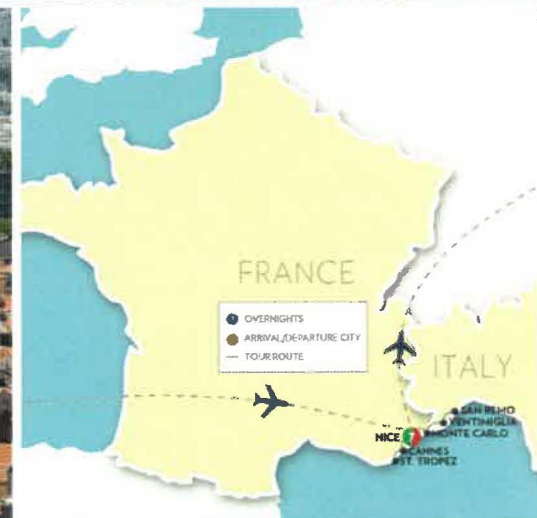 FRANCE
OVERNIGHTS
ARRIVAL/DEPARTURE CITY
TOUR ROUTE
ITALY
SAN REMO
VENTIMIGLIA
MONTE CARLO
NICE
CANNES
ST. TROPEZ